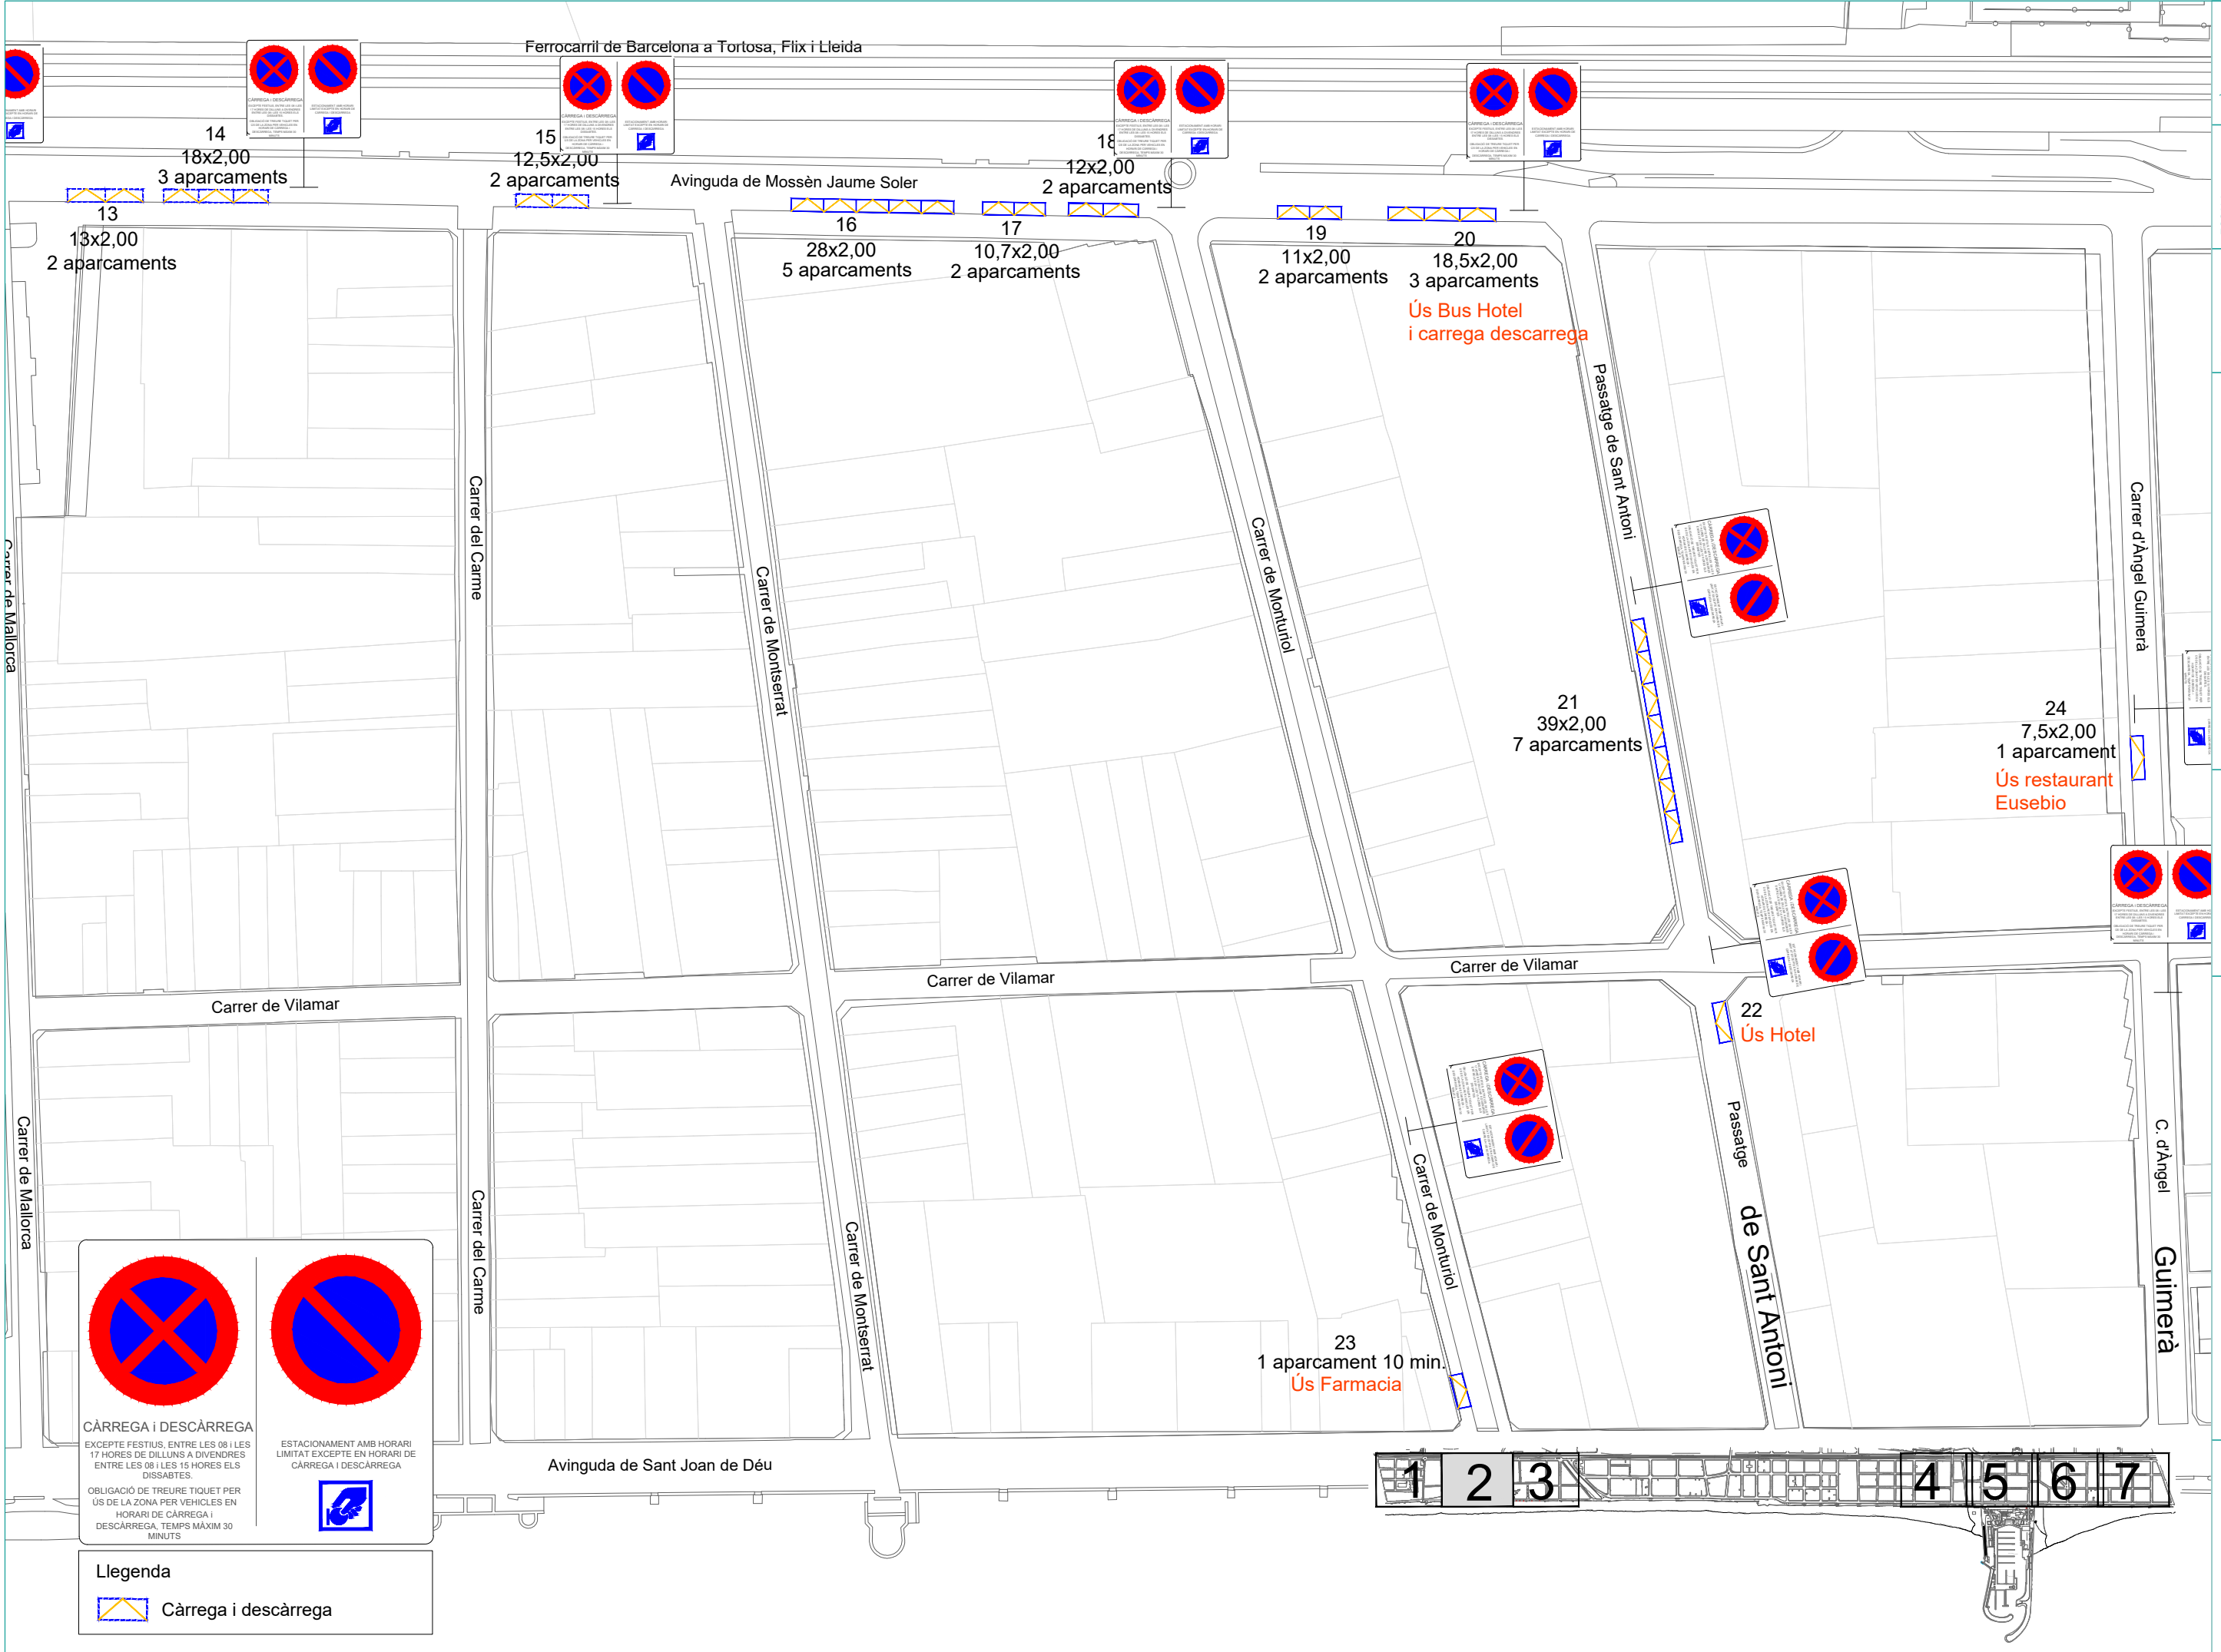 Ferrocarril de Barcelona a Tortosa, Flix i Lleida
14
18x2,00
3 aparcaments
15
12,5x2,00
2 aparcaments
Avinguda de Mossèn Jaume Soler
18
12x2,00
2 aparcaments
13
13x2,00
2 aparcaments
16
28x2,00
5 aparcaments
17
10,7x2,00
2 aparcaments
19
11x2,00
2 aparcaments
20
18,5x2,00
3 aparcaments
Ús Bus Hotel
i carrega descarrega
Carrer de Mallorca
Carrer del Carme
Carrer de Montserrat
Carrer de Monturiol
Passatge de Sant Antoni
Carrer d'Àngel Guimerà
21
39x2,00
7 aparcaments
24
7,5x2,00
1 aparcament
Ús restaurant
Eusebio
Carrer de Vilamar
Carrer de Vilamar
Carrer de Vilamar
22
Ús Hotel
Carrer de Mallorca
Carrer del Carme
Carrer de Montserrat
Carrer de Monturiol
Passatge
de Sant Antoni
C. d'Àngel
Guimerà
23
1 aparcament 10 min.
Ús Farmacia
CÀRREGA i DESCÀRREGA
EXCEPTE FESTIUS, ENTRE LES 08 i LES
17 HORES DE DILLUNS A DIVENDRES
ENTRE LES 08 i LES 15 HORES ELS
DISSABTES.
OBLIGACIÓ DE TREURE TIQUET PER
ÚS DE LA ZONA PER VEHICLES EN
HORARI DE CÀRREGA i
DESCÀRREGA, TEMPS MÀXIM 30
MINUTS
ESTACIONAMENT AMB HORARI
LIMITAT EXCEPTE EN HORARI DE
CÀRREGA I DESCÀRREGA
Avinguda de Sant Joan de Déu
1 2 3 4 5 6 7
Llegenda
Càrrega i descàrrega